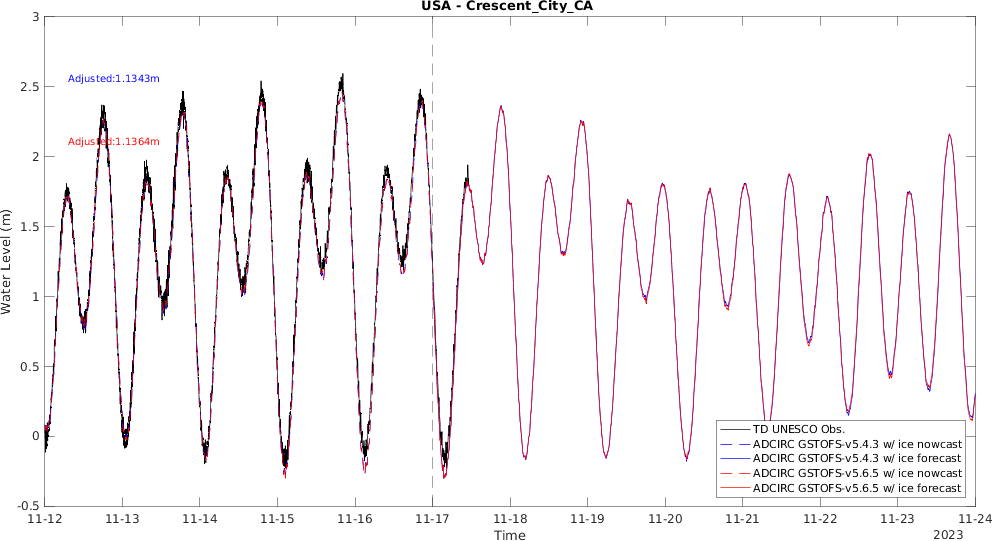 USA - Crescent_City_CA
3
2.5
2
1.5
1
0.5
0
-0.5
Water Level (m)
Adjusted:1.1343m
Adjusted:1.1364m
TD UNESCO Obs.
ADCIRC GSTOFS-v5.4.3 w/ ice nowcast
ADCIRC GSTOFS-v5.4.3 w/ ice forecast
ADCIRC GSTOFS-v5.6.5 w/ ice nowcast
ADCIRC GSTOFS-v5.6.5 w/ ice forecast
11-12 11-13 11-14 11-15 11-16 11-17 11-18 11-19 11-20 11-21 11-22 11-23 11-24
Time
2023